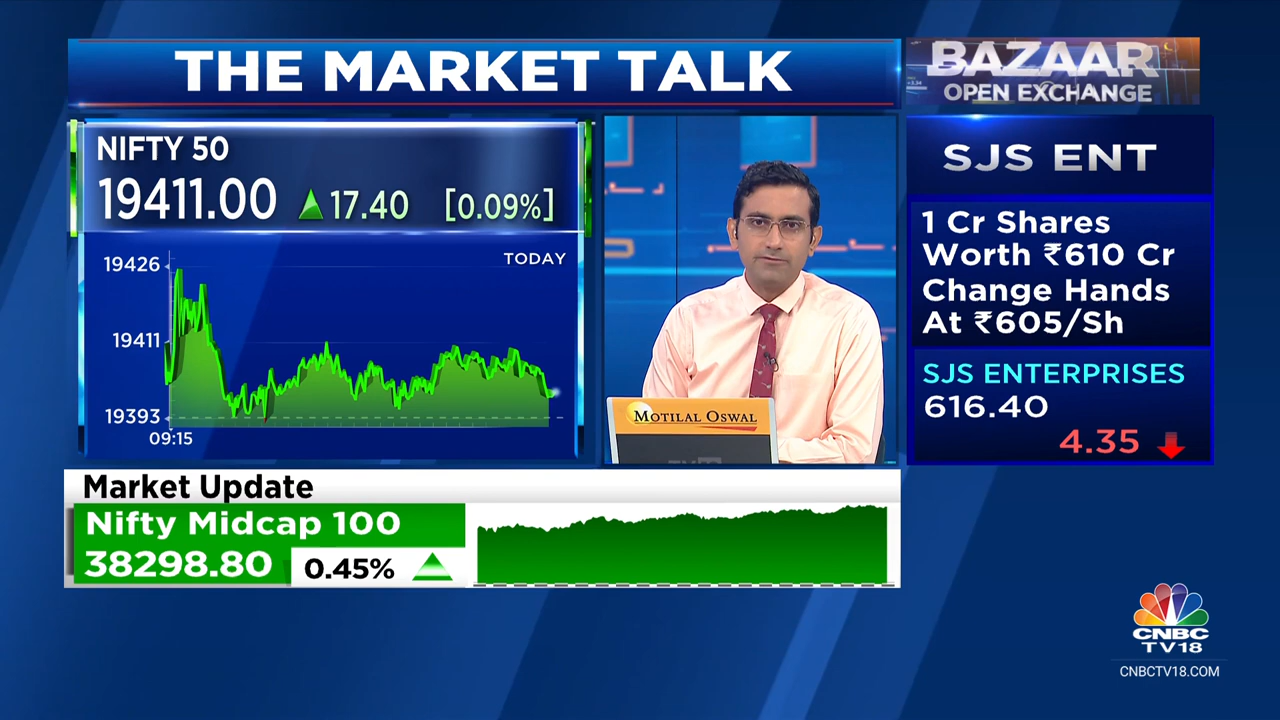 THE MARKET TALK
BAZAAR
OPEN EXCHANGE
NIFTY 50
19411.00 ▲ 17.40 [0.09%]
TODAY
19426
19411
19393
09:15
MOTILAL OSWAL
SJS ENT
1 Cr Shares
Worth ₹610 Cr
Change Hands
At ₹605/Sh
SJS ENTERPRISES
616.40
4.35
Market Update
Nifty Midcap 100
38298.80 0.45%
CNBC
TV18
CNBCTV18.COM